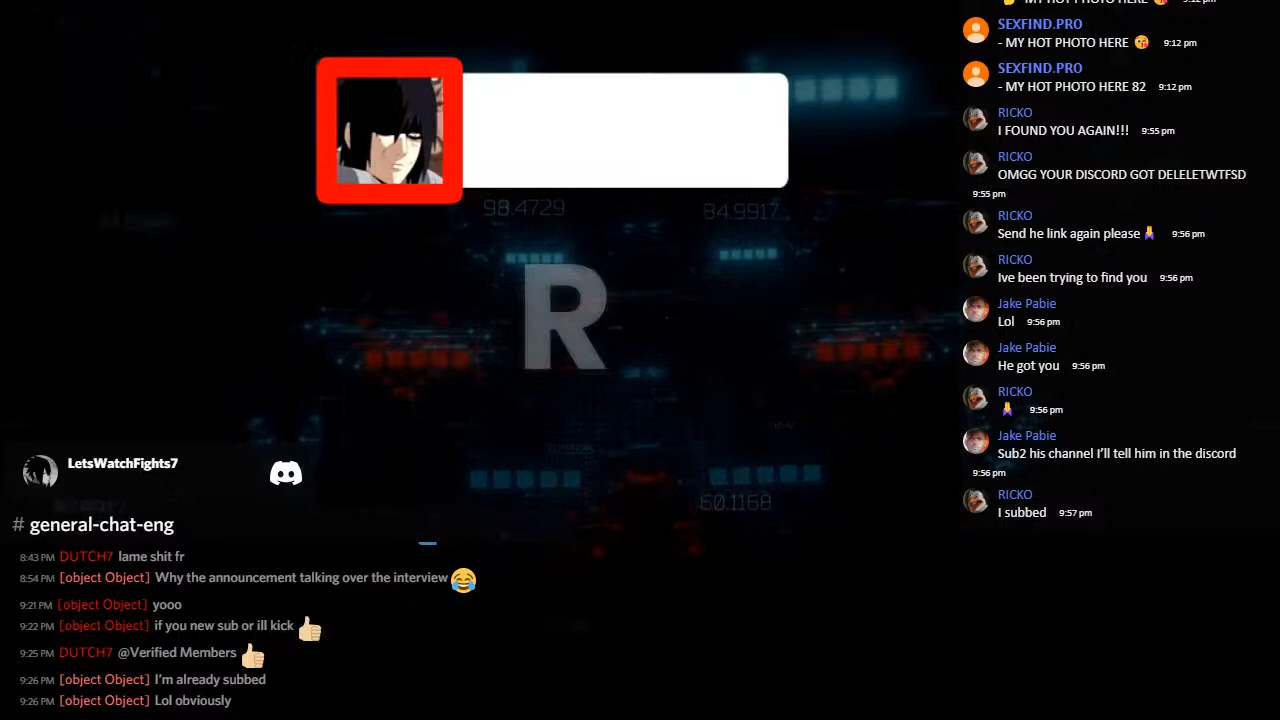 SEXFIND.PRO
- MY HOT PHOTO HERE 😘 9:12 pm
SEXFIND.PRO
- MY HOT PHOTO HERE 82 9:12 pm
RICKO
I FOUND YOU AGAIN!!! 9:55 pm
RICKO
OMGG YOUR DISCORD GOT DELELETWTFSD
9:55 pm
RICKO
Send he link again please 🙏 9:56 pm
RICKO
Ive been trying to find you 9:56 pm
Jake Pabie
Lol 9:56 pm
Jake Pabie
He got you 9:56 pm
RICKO
🙏 9:56 pm
Jake Pabie
Sub2 his channel I’ll tell him in the discord
9:56 pm
RICKO
I subbed 9:57 pm
98.4729
84.9917
R
60.1168
LetsWatchFights7
# general-chat-eng
8:43 PM DUTCH7 lame shit fr
8:54 PM [object Object] Why the announcement talking over the interview 😂
9:21 PM [object Object] yooo
9:22 PM [object Object] if you new sub or ill kick 👍🏼
9:25 PM DUTCH7 @Verified Members 👍🏼
9:26 PM [object Object] I’m already subbed
9:26 PM [object Object] Lol obviously